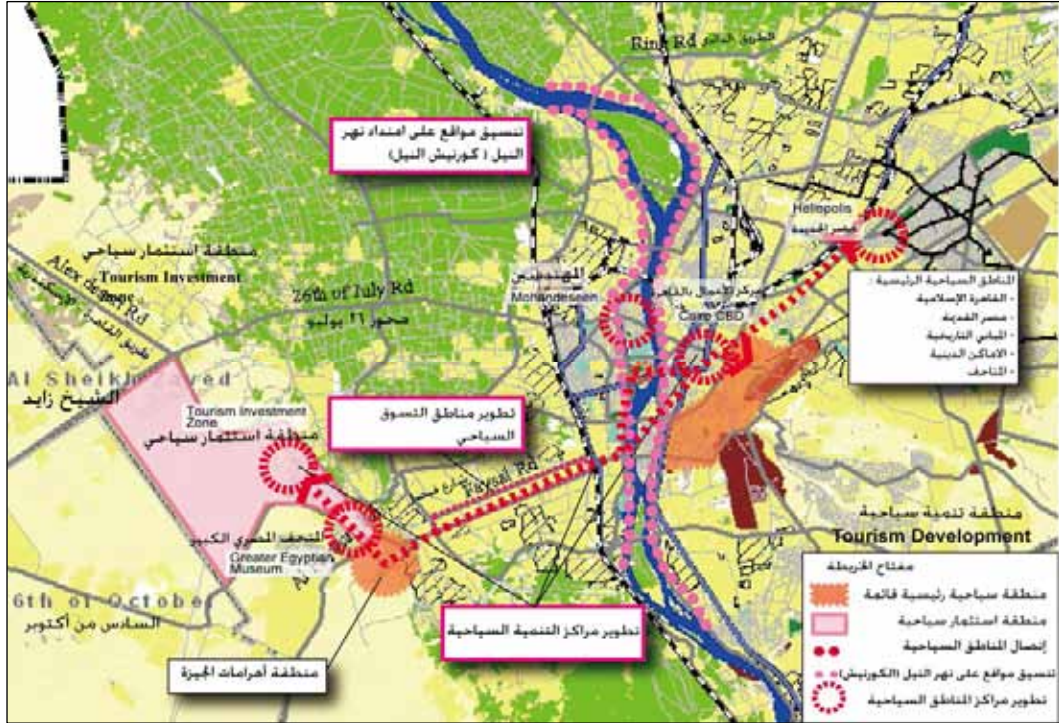 Ring Rd الطريق الدائري
تنسيق مواقع على امتداد نهر
النيل ( كورنيش النيل)
Heliopolis
مصر الجديدة
منطقة استثمار سياحي
Tourism Investment
Zone
Alex desert Rd
طريق القاهرة الإسكندرية
26th of July Rd
محور ٢٦ يوليو
المهندسين
Mohandeseen
مركز الأعمال بالقاهرة
Cairo CBD
المناطق السياحية الرئيسية :
- القاهرة الإسلامية
- مصر القديمة
- المباني التاريخية
- الاماكن الدينية
- المتاحف
Al Sheikh Zayed
الشيخ زايد
Tourism Investment
Zone
منطقة استثمار سياحي
تطوير مناطق التسوق
السياحي
Faysal Rd
المتحف المصري الكبير
Greater Egyptian
Museum
6th of October
السادس من أكتوبر
منطقة أهرامات الجيزة
تطوير مراكز التنمية السياحية
منطقة تنمية سياحية
Tourism Development
مفتاح الخريطة
منطقة سياحية رئيسية قائمة
منطقة استثمار سياحية
إتصال المناطق السياحية
تنسيق مواقع على نهر النيل (الكورنيش)
تطوير مراكز المناطق السياحية